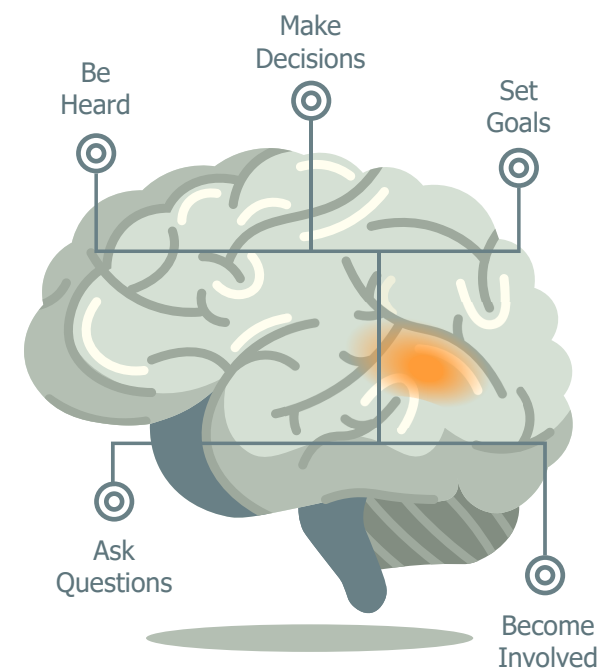 Make
Decisions
Be
Heard
Set
Goals
Ask
Questions
Become
Involved